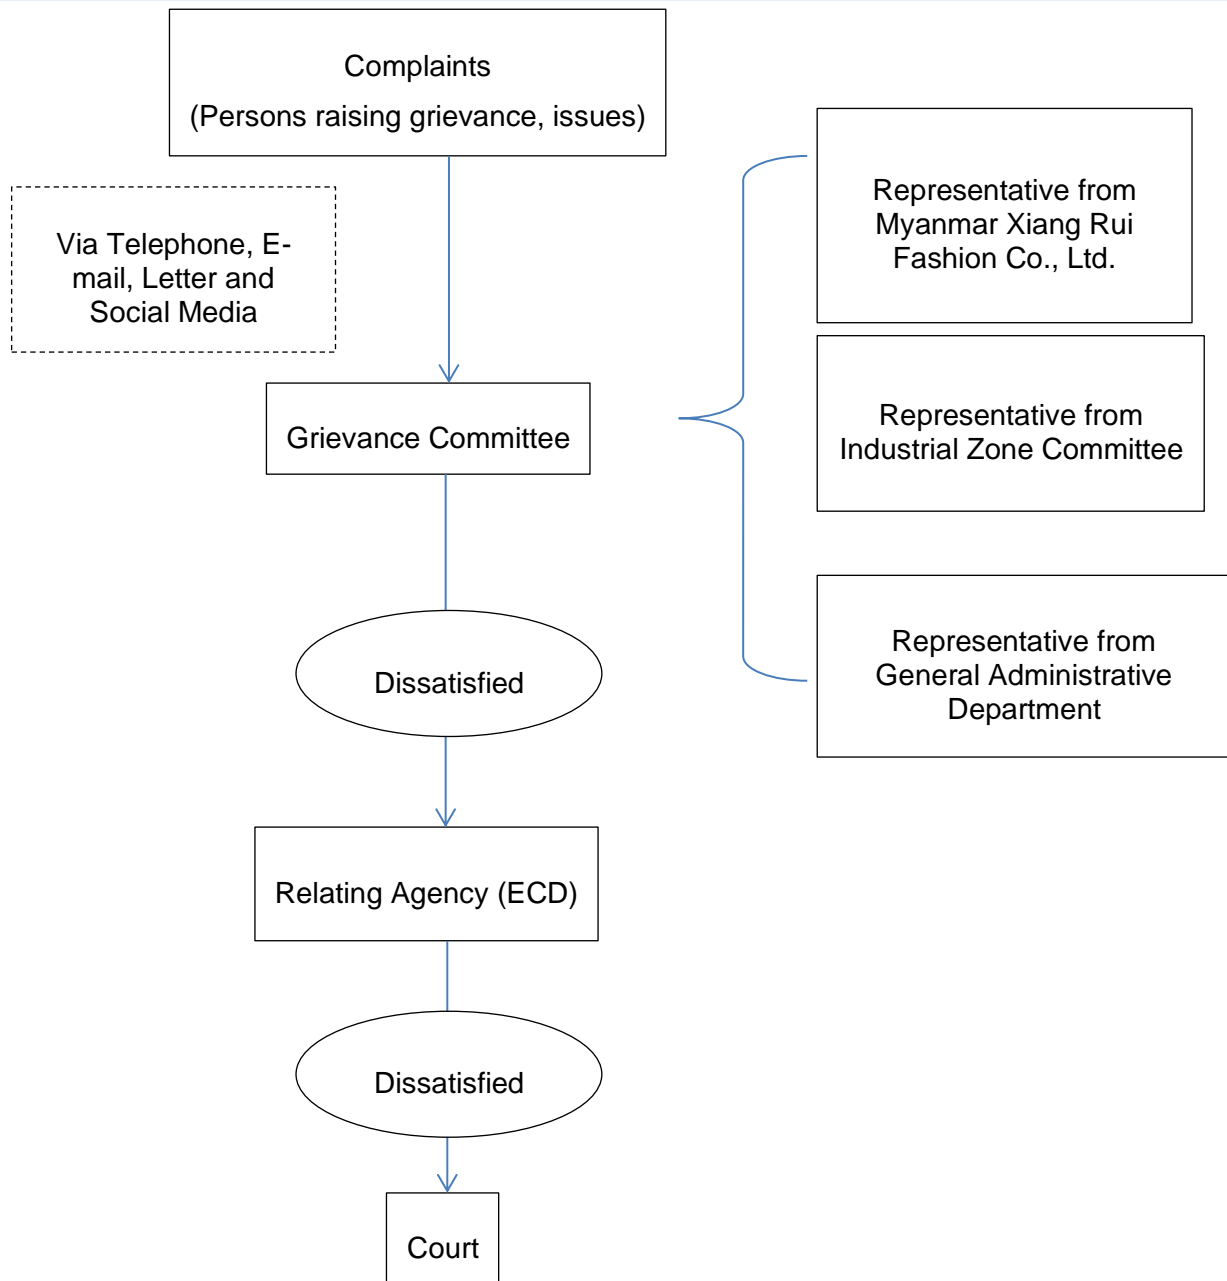 Complaints
(Persons raising grievance, issues)
Via Telephone, E-
mail, Letter and
Social Media
Grievance Committee
Representative from
Myanmar Xiang Rui
Fashion Co., Ltd.
Representative from
Industrial Zone Committee
Representative from
General Administrative
Department
Dissatisfied
Relating Agency (ECD)
Dissatisfied
Court